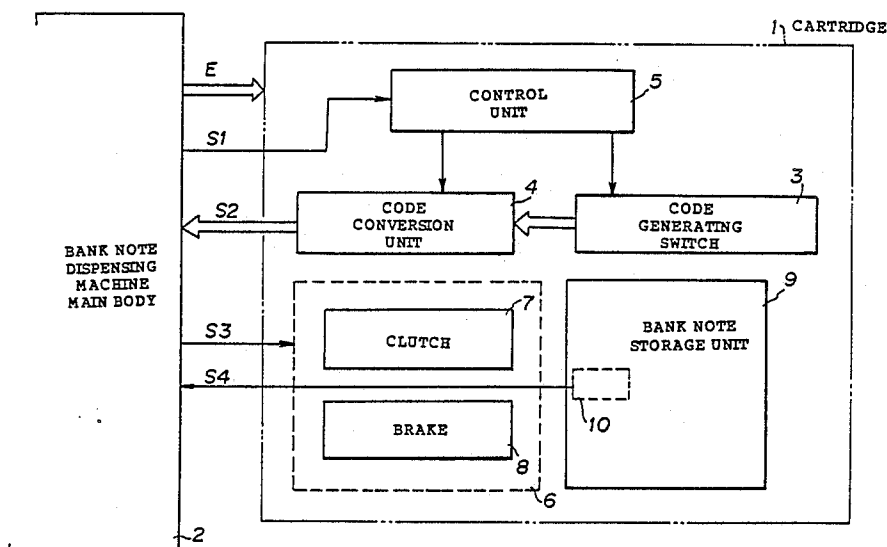 1 CARTRIDGE
E
CONTROL
UNIT
5
S1
S2
CODE
CONVERSION
UNIT
4
CODE
GENERATING
SWITCH
3
BANK NOTE
DISPENSING
MACHINE
MAIN BODY
7
CLUTCH
9
BANK NOTE
STORAGE UNIT
S3
S4
10
BRAKE
8
6
2